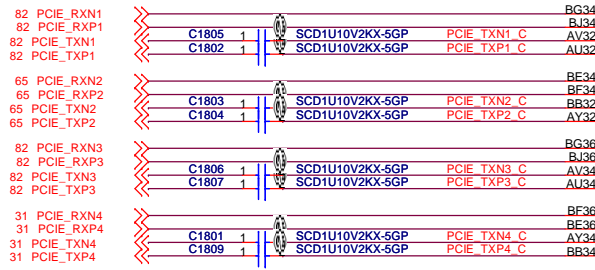 82 PCIE_RXN1 BG34
82 PCIE_RXP1 BJ34
82 PCIE_TXN1 C1805 1 SCD1U10V2KX-5GP PCIE_TXN1_C AV32
82 PCIE_TXP1 C1802 1 SCD1U10V2KX-5GP PCIE_TXP1_C AU32
65 PCIE_RXN2 BE34
65 PCIE_RXP2 BF34
65 PCIE_TXN2 C1803 1 SCD1U10V2KX-5GP PCIE_TXN2_C BB32
65 PCIE_TXP2 C1804 1 SCD1U10V2KX-5GP PCIE_TXP2_C AY32
82 PCIE_RXN3 BG36
82 PCIE_RXP3 BJ36
82 PCIE_TXN3 C1806 1 SCD1U10V2KX-5GP PCIE_TXN3_C AV34
82 PCIE_TXP3 C1807 1 SCD1U10V2KX-5GP PCIE_TXP3_C AU34
31 PCIE_RXN4 BF36
31 PCIE_RXP4 BE36
31 PCIE_TXN4 C1801 1 SCD1U10V2KX-5GP PCIE_TXN4_C AY34
31 PCIE_TXP4 C1809 1 SCD1U10V2KX-5GP PCIE_TXP4_C BB34